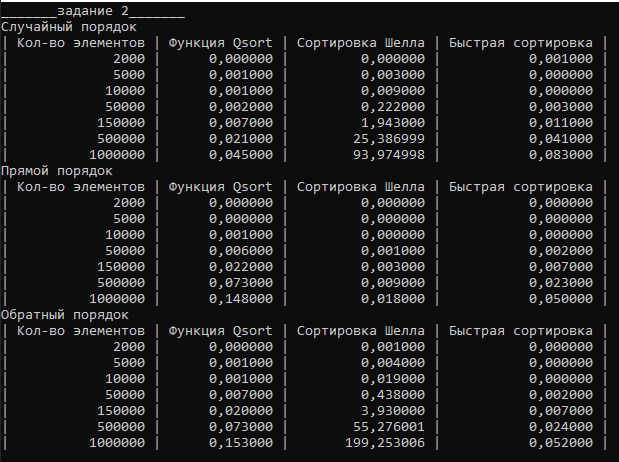 _______задание 2_______
Случайный порядок
| Кол-во элементов | Функция Qsort | Сортировка Шелла | Быстрая сортировка |
| 2000 | 0,000000 | 0,000000 | 0,001000 |
| 5000 | 0,001000 | 0,003000 | 0,000000 |
| 10000 | 0,001000 | 0,009000 | 0,000000 |
| 50000 | 0,002000 | 0,222000 | 0,003000 |
| 150000 | 0,007000 | 1,943000 | 0,011000 |
| 500000 | 0,021000 | 25,386999 | 0,041000 |
| 1000000 | 0,045000 | 93,974998 | 0,083000 |
Прямой порядок
| Кол-во элементов | Функция Qsort | Сортировка Шелла | Быстрая сортировка |
| 2000 | 0,000000 | 0,000000 | 0,000000 |
| 5000 | 0,000000 | 0,000000 | 0,000000 |
| 10000 | 0,001000 | 0,000000 | 0,000000 |
| 50000 | 0,006000 | 0,001000 | 0,002000 |
| 150000 | 0,022000 | 0,003000 | 0,007000 |
| 500000 | 0,073000 | 0,009000 | 0,023000 |
| 1000000 | 0,148000 | 0,018000 | 0,050000 |
Обратный порядок
| Кол-во элементов | Функция Qsort | Сортировка Шелла | Быстрая сортировка |
| 2000 | 0,000000 | 0,001000 | 0,000000 |
| 5000 | 0,001000 | 0,004000 | 0,000000 |
| 10000 | 0,001000 | 0,019000 | 0,000000 |
| 50000 | 0,007000 | 0,438000 | 0,002000 |
| 150000 | 0,020000 | 3,930000 | 0,007000 |
| 500000 | 0,073000 | 55,276001 | 0,024000 |
| 1000000 | 0,153000 | 199,253006 | 0,052000 |